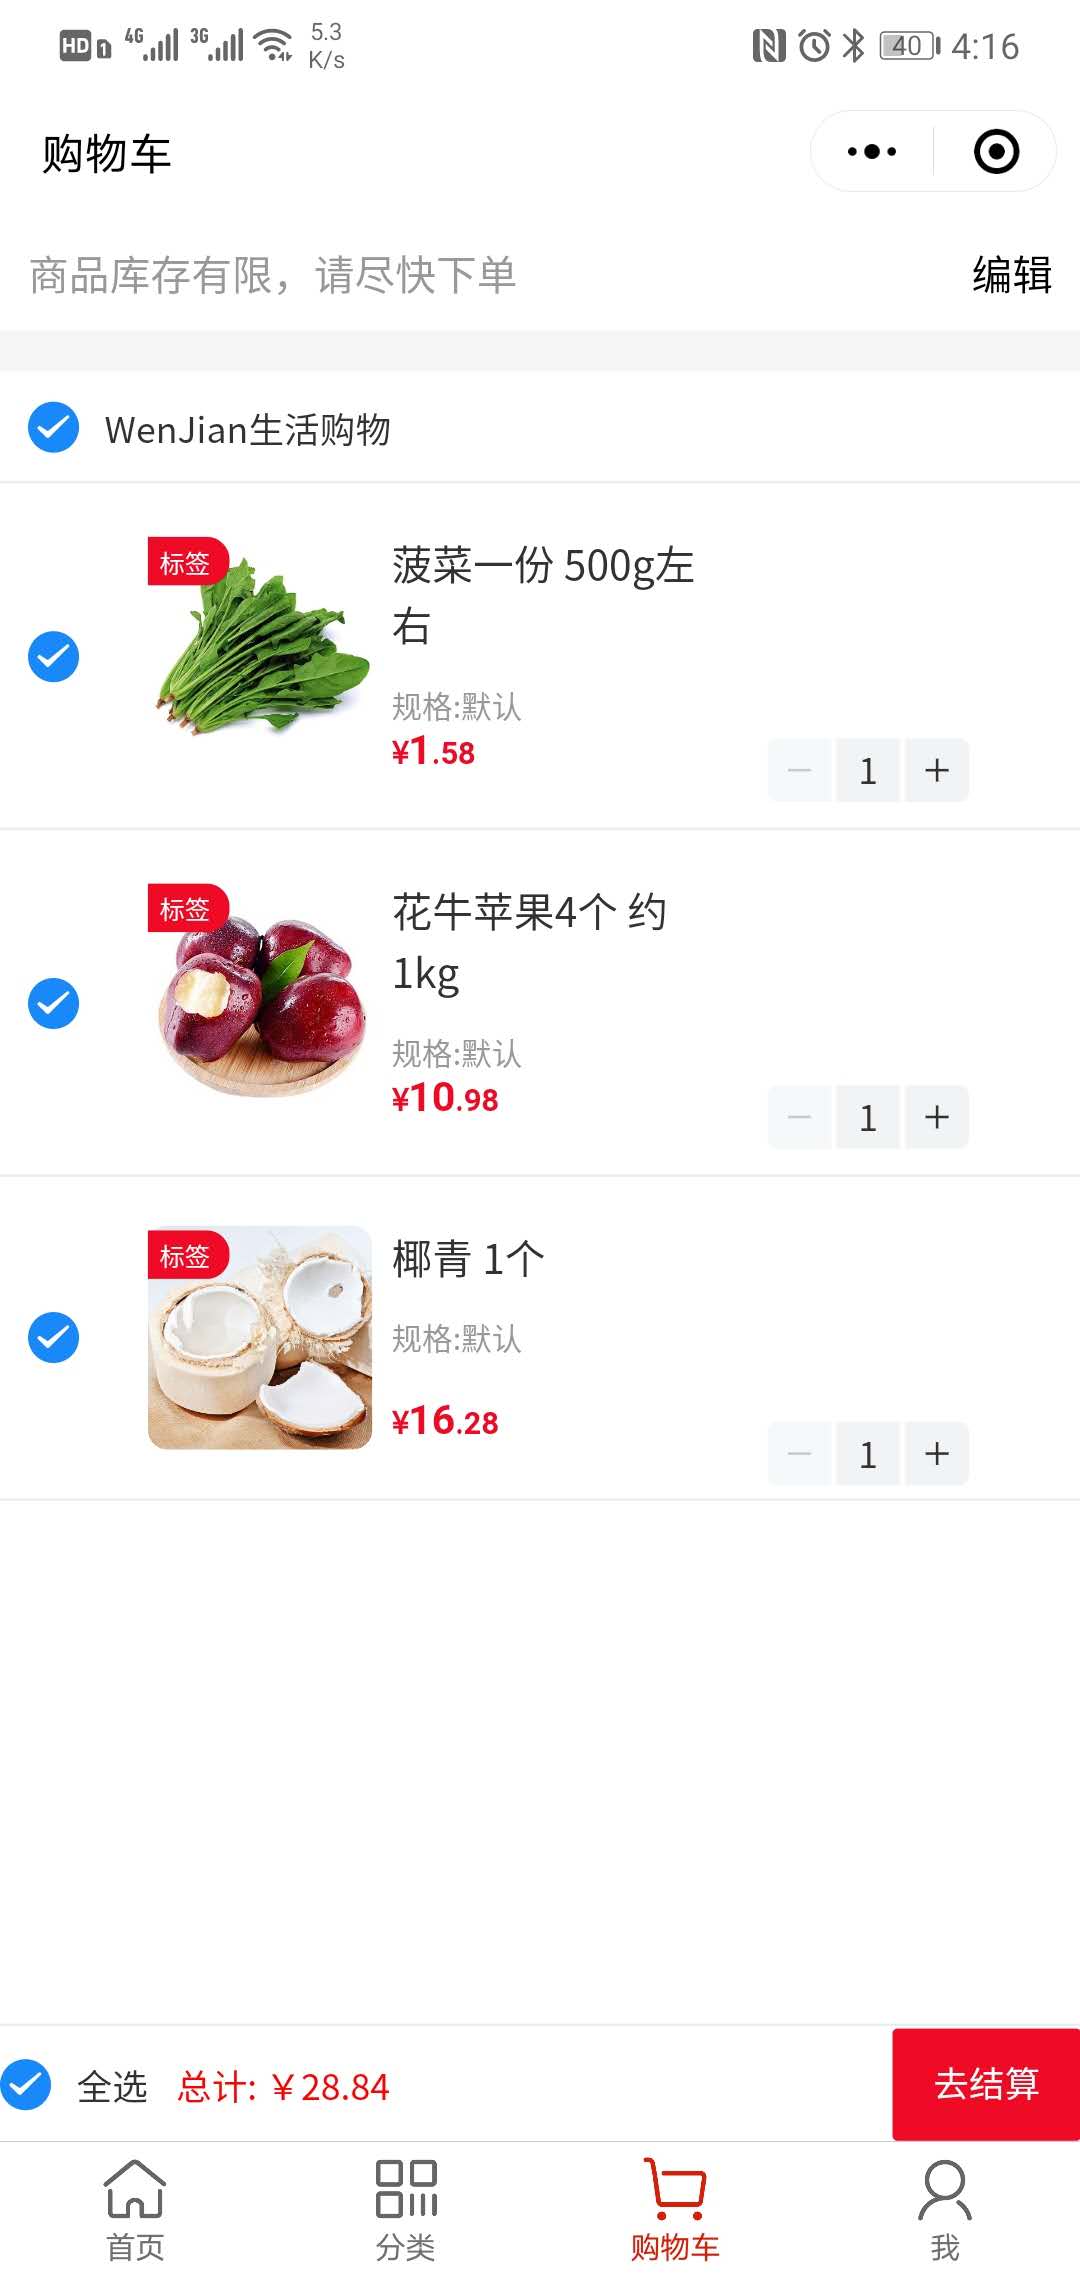 HD 1 4G 3G 5.3 K/s 40 4:16
购物车
商品库存有限，请尽快下单 编辑
WenJian生活购物
标签
菠菜一份 500g左
右
规格:默认
¥1.58
1
标签
花牛苹果4个 约
1kg
规格:默认
¥10.98
1
标签
椰青 1个
规格:默认
¥16.28
1
全选 总计: ￥28.84 去结算
首页 分类 购物车 我